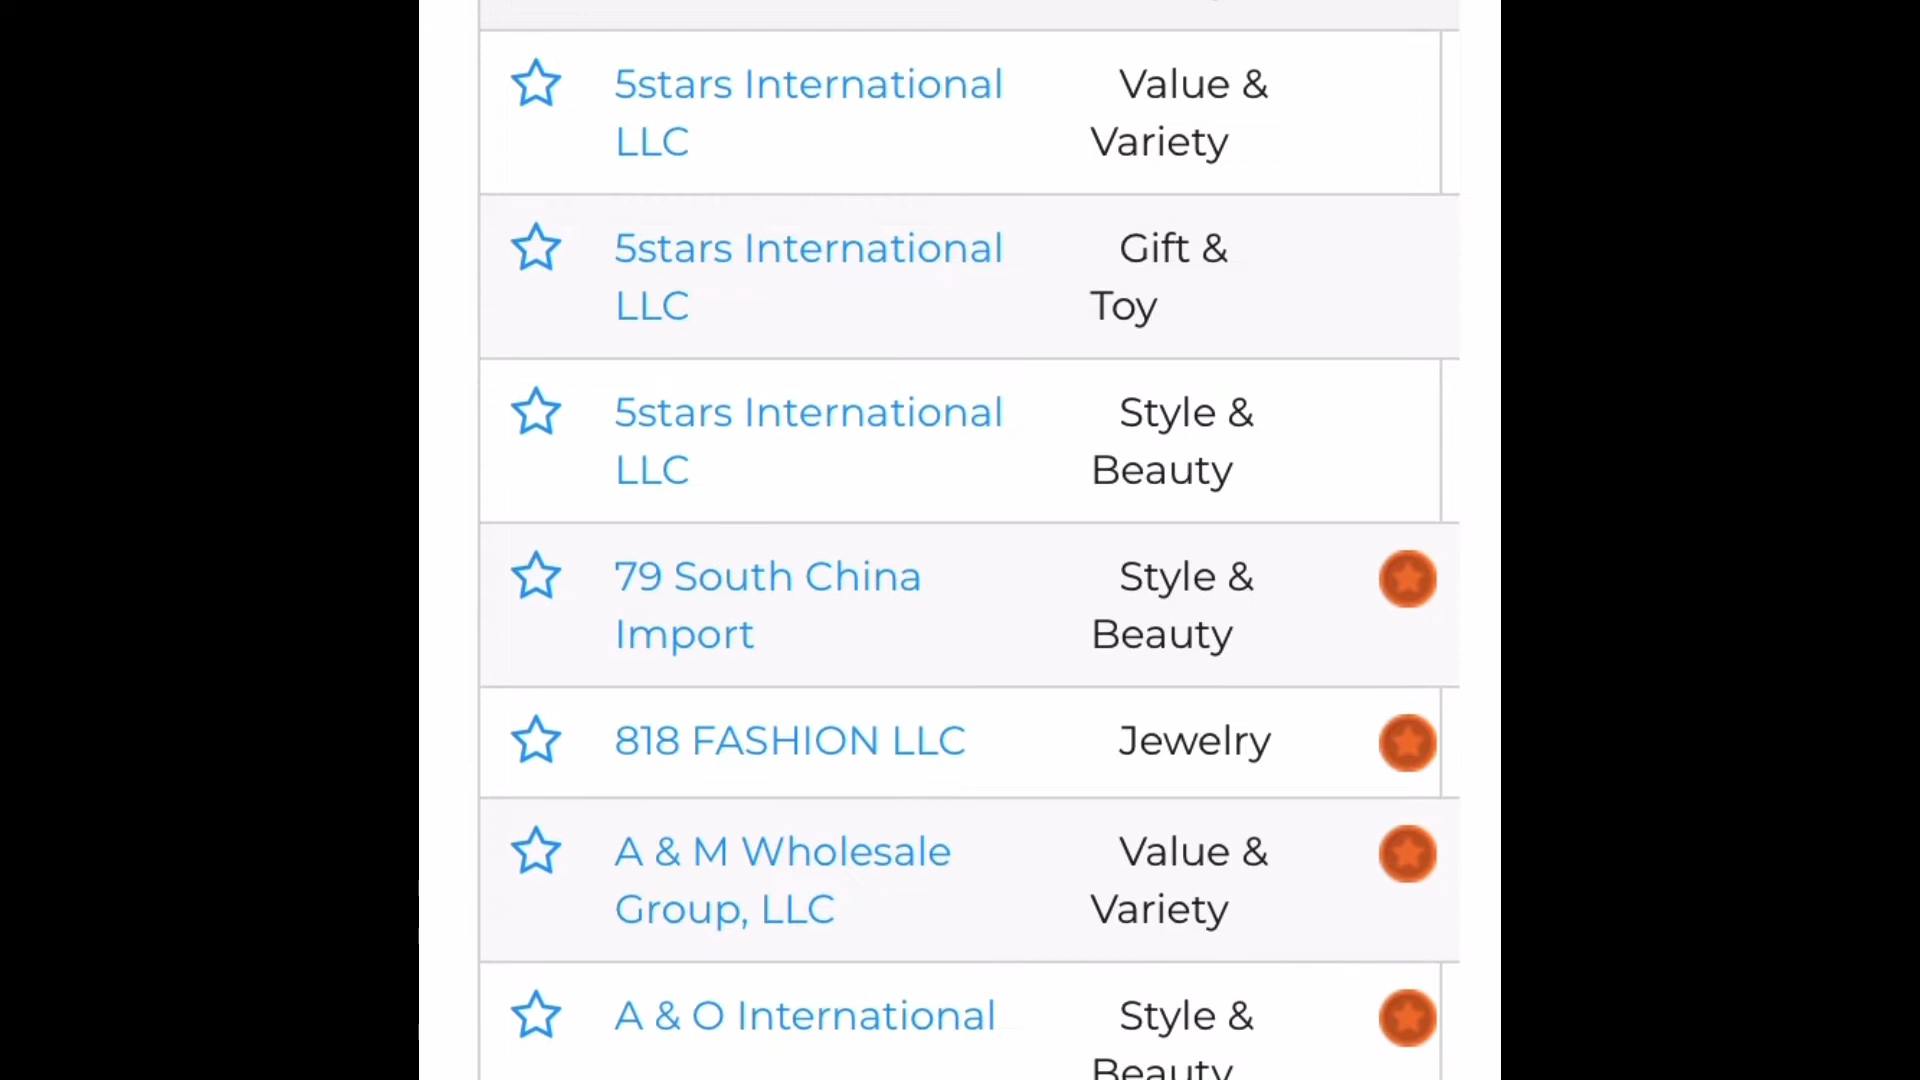 5stars International Value &
LLC Variety
5stars International Gift &
LLC Toy
5stars International Style &
LLC Beauty
79 South China Style &
Import Beauty
818 FASHION LLC Jewelry
A & M Wholesale Value &
Group, LLC Variety
A & O International Style &
Beauty